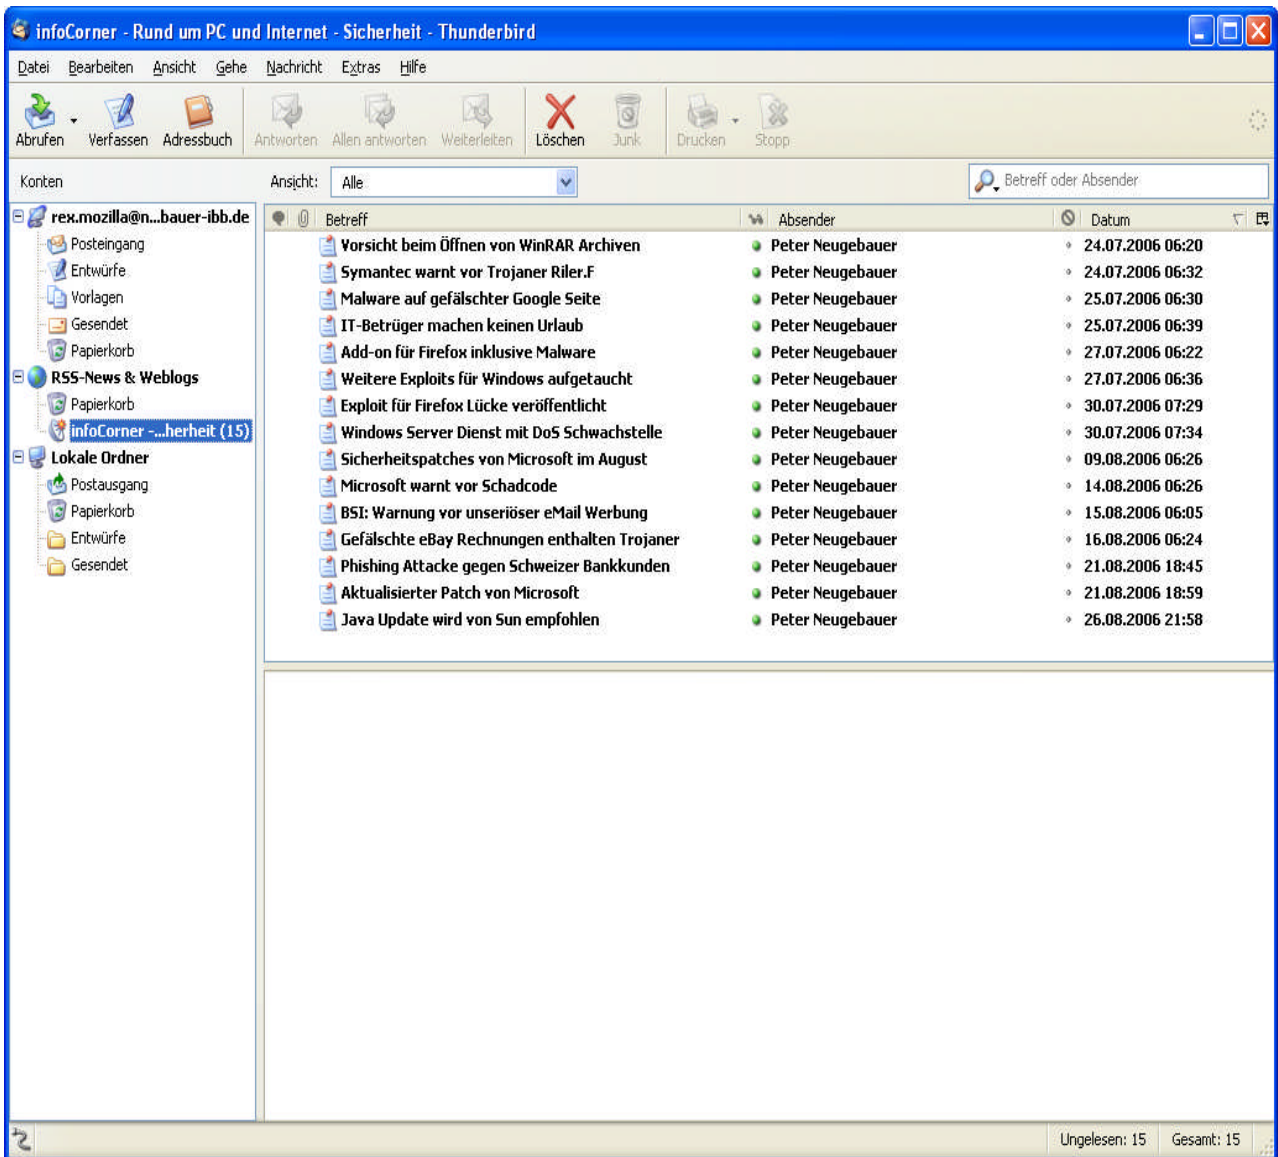 infoCorner - Rund um PC und Internet - Sicherheit - Thunderbird
Datei Bearbeiten Ansicht Gehe Nachricht Extras Hilfe
Abrufen Verfassen Adressbuch Antworten Allen antworten Weiterleiten Löschen Junk Drucken Stopp
Konten
Ansicht: Alle
Betreff oder Absender
rex.mozilla@n...bauer-ibb.de
Posteingang
Entwürfe
Vorlagen
Gesendet
Papierkorb
RSS-News & Weblogs
Papierkorb
infoCorner -...herheit (15)
Lokale Ordner
Postausgang
Papierkorb
Entwürfe
Gesendet
Betreff Absender Datum
Vorsicht beim Öffnen von WinRAR Archiven Peter Neugebauer 24.07.2006 06:20
Symantec warnt vor Trojaner Riler.F Peter Neugebauer 24.07.2006 06:32
Malware auf gefälschter Google Seite Peter Neugebauer 25.07.2006 06:30
IT-Betrüger machen keinen Urlaub Peter Neugebauer 25.07.2006 06:39
Add-on für Firefox inklusive Malware Peter Neugebauer 27.07.2006 06:22
Weitere Exploits für Windows aufgetaucht Peter Neugebauer 27.07.2006 06:36
Exploit für Firefox Lücke veröffentlicht Peter Neugebauer 30.07.2006 07:29
Windows Server Dienst mit DoS Schwachstelle Peter Neugebauer 30.07.2006 07:34
Sicherheitspatches von Microsoft im August Peter Neugebauer 09.08.2006 06:26
Microsoft warnt vor Schadcode Peter Neugebauer 14.08.2006 06:26
BSI: Warnung vor unseriöser eMail Werbung Peter Neugebauer 15.08.2006 06:05
Gefälschte eBay Rechnungen enthalten Trojaner Peter Neugebauer 16.08.2006 06:24
Phishing Attacke gegen Schweizer Bankkunden Peter Neugebauer 21.08.2006 18:45
Aktualisierter Patch von Microsoft Peter Neugebauer 21.08.2006 18:59
Java Update wird von Sun empfohlen Peter Neugebauer 26.08.2006 21:58
Ungelesen: 15 Gesamt: 15